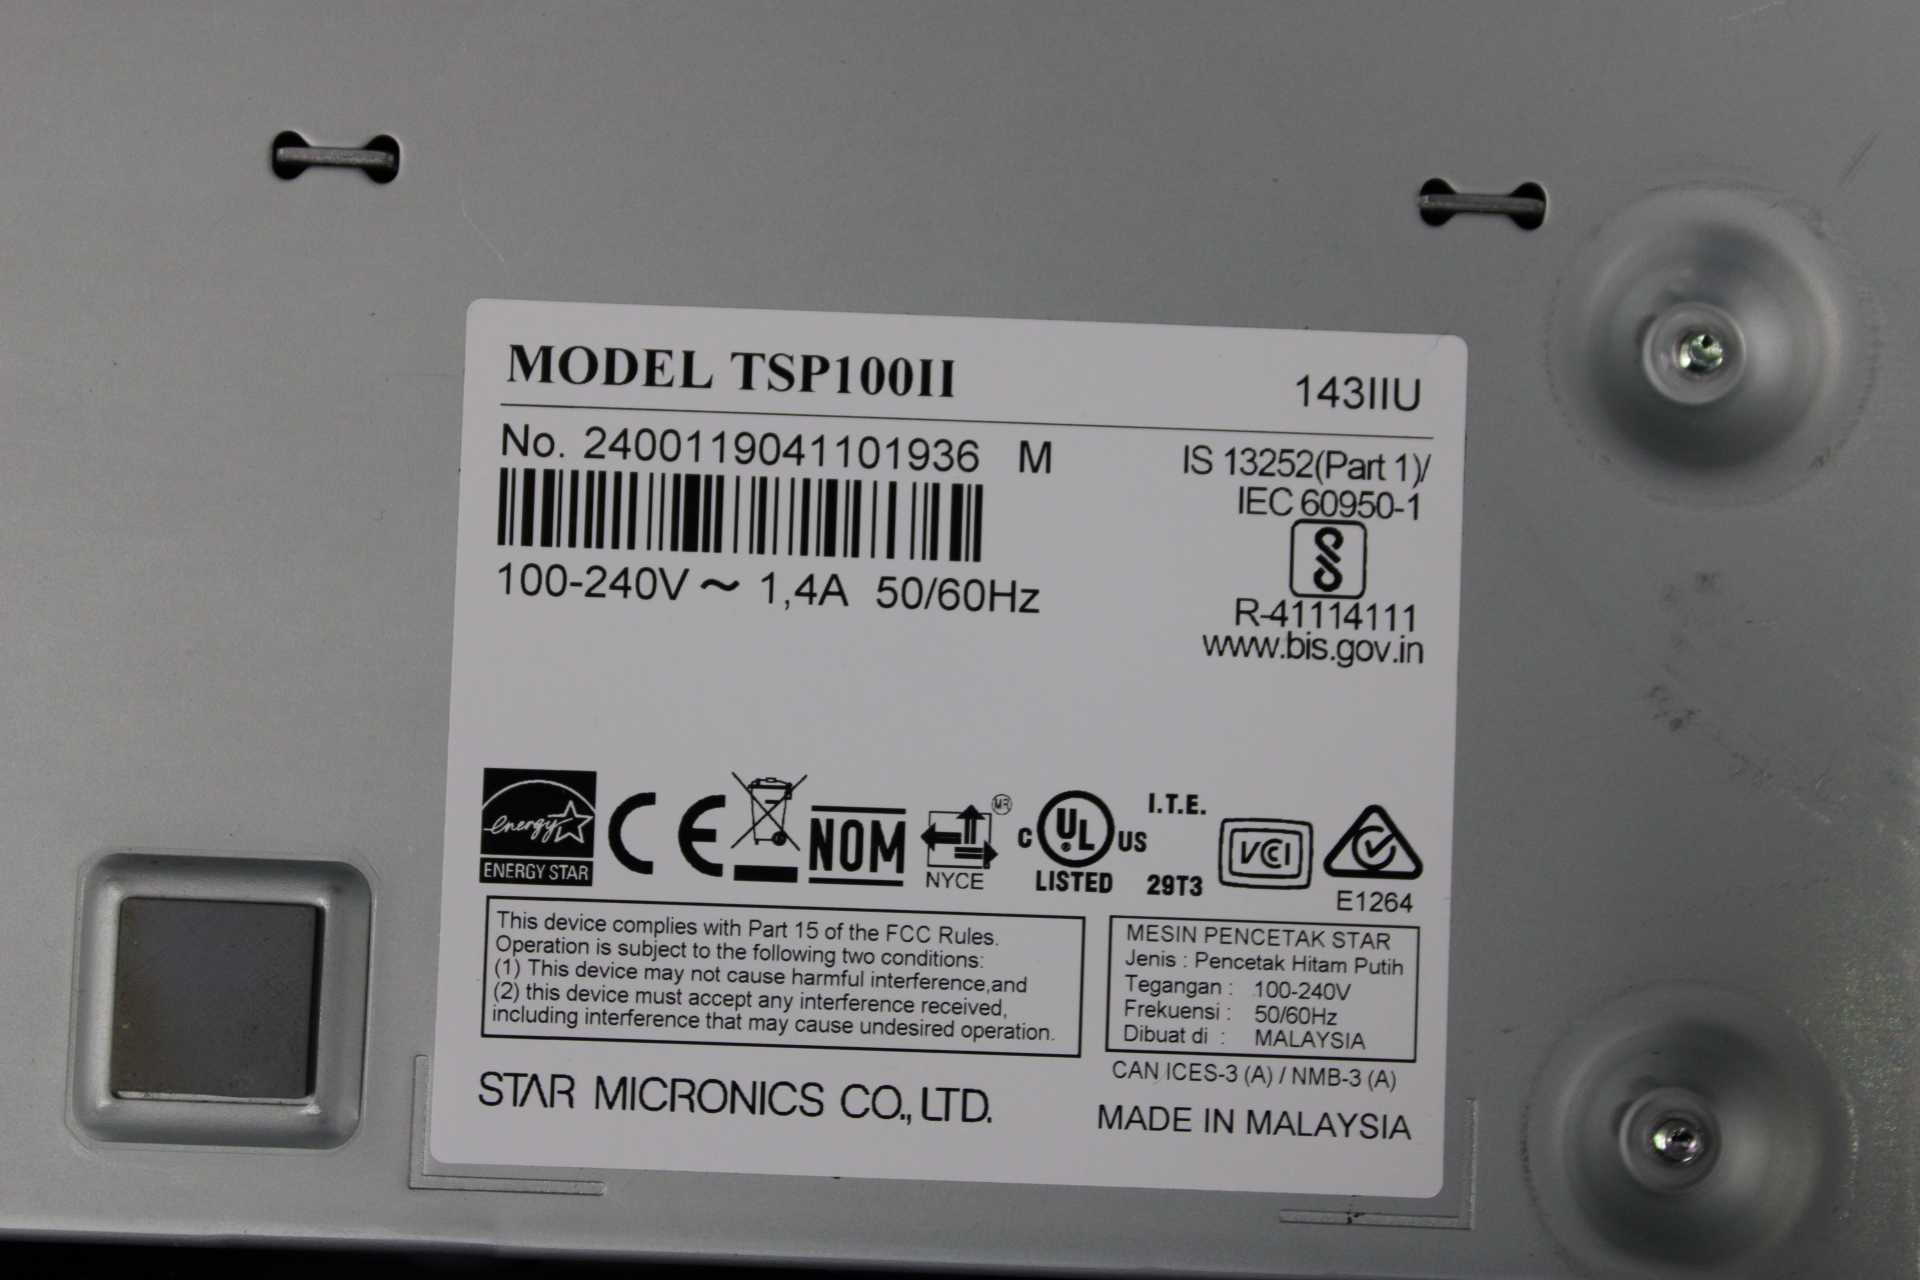 MODEL TSP100II 143IIU
No. 2400119041101936 M
IS 13252(Part 1)/
IEC 60950-1
100-240V ~ 1,4A 50/60Hz
R-41114111
www.bis.gov.in
energy
ENERGY STAR
CE
NOM
MR
NYCE
C UL US
®
LISTED
I.T.E.
29T3
VCCI
E1264
This device complies with Part 15 of the FCC Rules.
Operation is subject to the following two conditions:
(1) This device may not cause harmful interference,and
(2) this device must accept any interference received,
including interference that may cause undesired operation.
MESIN PENCETAK STAR
Jenis : Pencetak Hitam Putih
Tegangan : 100-240V
Frekuensi : 50/60Hz
Dibuat di : MALAYSIA
CAN ICES-3 (A) / NMB-3 (A)
STAR MICRONICS CO., LTD.
MADE IN MALAYSIA